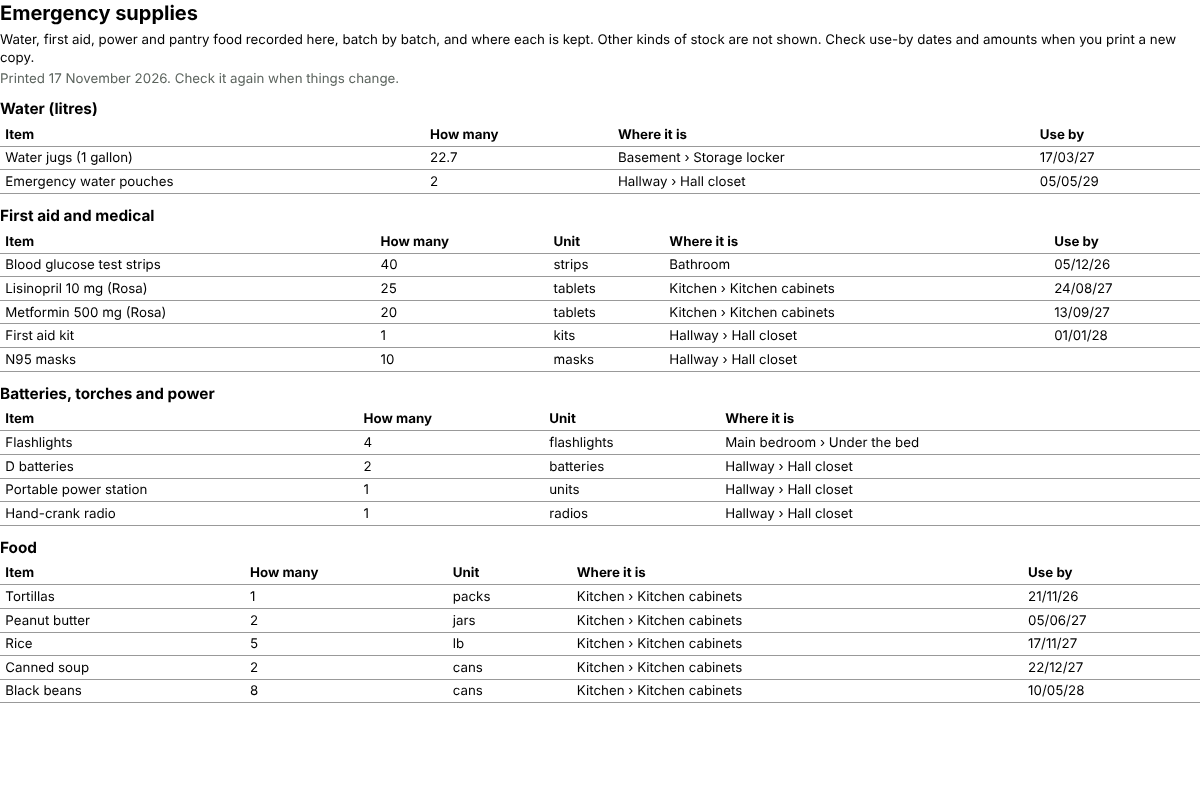 Emergency supplies
Water, first aid, power and pantry food recorded here, batch by batch, and where each is kept. Other kinds of stock are not shown. Check use-by dates and amounts when you print a new
copy.
Printed 17 November 2026. Check it again when things change.
Water (litres)
Item How many Where it is Use by
Water jugs (1 gallon) 22.7 Basement › Storage locker 17/03/27
Emergency water pouches 2 Hallway › Hall closet 05/05/29
First aid and medical
Item How many Unit Where it is Use by
Blood glucose test strips 40 strips Bathroom 05/12/26
Lisinopril 10 mg (Rosa) 25 tablets Kitchen › Kitchen cabinets 24/08/27
Metformin 500 mg (Rosa) 20 tablets Kitchen › Kitchen cabinets 13/09/27
First aid kit 1 kits Hallway › Hall closet 01/01/28
N95 masks 10 masks Hallway › Hall closet
Batteries, torches and power
Item How many Unit Where it is
Flashlights 4 flashlights Main bedroom › Under the bed
D batteries 2 batteries Hallway › Hall closet
Portable power station 1 units Hallway › Hall closet
Hand-crank radio 1 radios Hallway › Hall closet
Food
Item How many Unit Where it is Use by
Tortillas 1 packs Kitchen › Kitchen cabinets 21/11/26
Peanut butter 2 jars Kitchen › Kitchen cabinets 05/06/27
Rice 5 lb Kitchen › Kitchen cabinets 17/11/27
Canned soup 2 cans Kitchen › Kitchen cabinets 22/12/27
Black beans 8 cans Kitchen › Kitchen cabinets 10/05/28